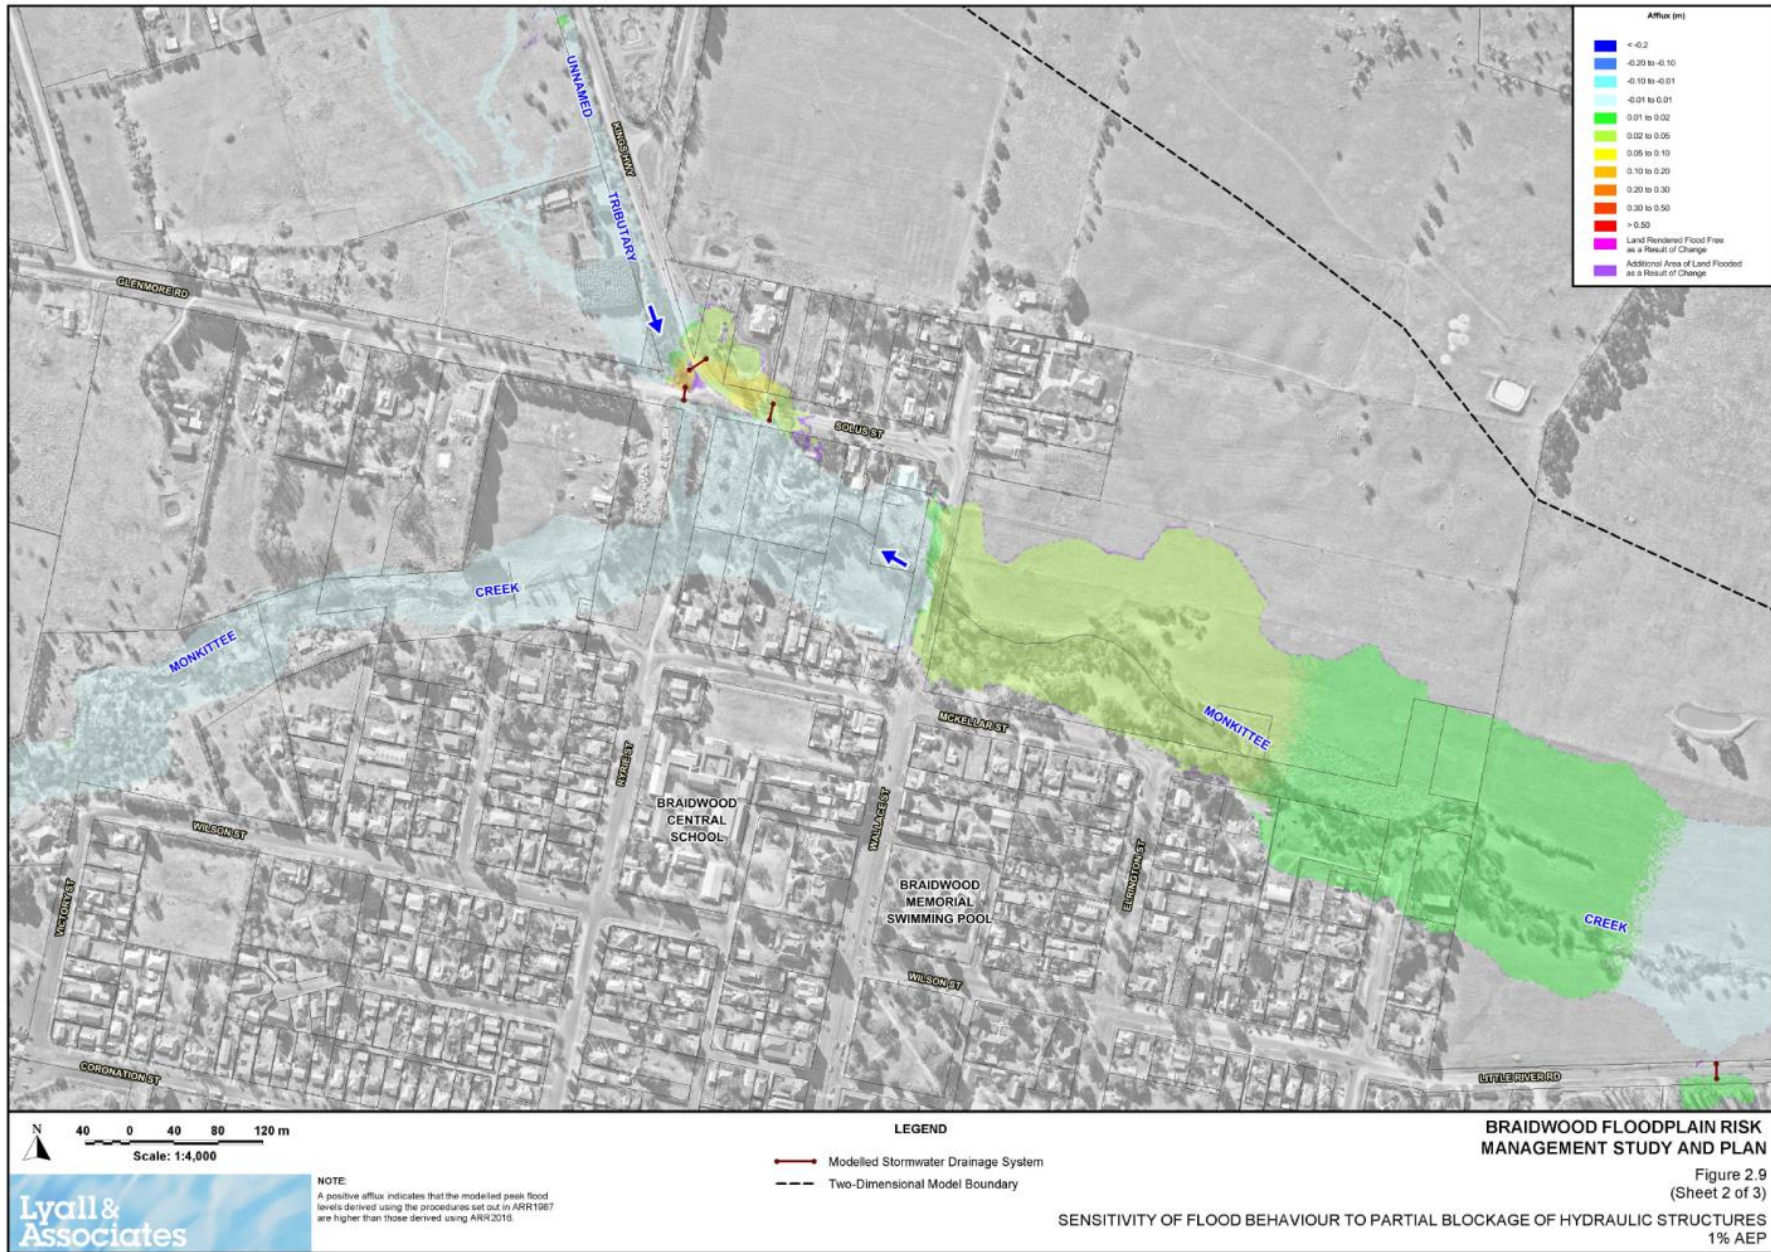 Afflux (m)
< -0.2
-0.20 to -0.10
-0.10 to -0.01
-0.01 to 0.01
0.01 to 0.02
0.02 to 0.05
0.05 to 0.10
0.10 to 0.20
0.20 to 0.30
0.30 to 0.50
> 0.50
Land Rendered Flood Free
as a Result of Change
Additional Area of Land Flooded
as a Result of Change
UNNAMED
KINGS HWY
TRIBUTARY
GLENMORE RD
SOLUS ST
CREEK
MONKITTEE
MCKELLAR ST
MONKITTEE
RYRIE ST
BRAIDWOOD
CENTRAL
SCHOOL
WALLACE ST
WILSON ST
ELRINGTON ST
BRAIDWOOD
MEMORIAL
SWIMMING POOL
VICTORY ST
CREEK
WILSON ST
CORONATION ST
LITTLE RIVER RD
N
40 0 40 80 120 m
Scale: 1:4,000
Lyall &
Associates
NOTE:
A positive afflux indicates that the modelled peak flood
levels derived using the procedures set out in ARR1987
are higher than those derived using ARR2016.
LEGEND
Modelled Stormwater Drainage System
Two-Dimensional Model Boundary
BRAIDWOOD FLOODPLAIN RISK
MANAGEMENT STUDY AND PLAN
Figure 2.9
(Sheet 2 of 3)
SENSITIVITY OF FLOOD BEHAVIOUR TO PARTIAL BLOCKAGE OF HYDRAULIC STRUCTURES
1% AEP